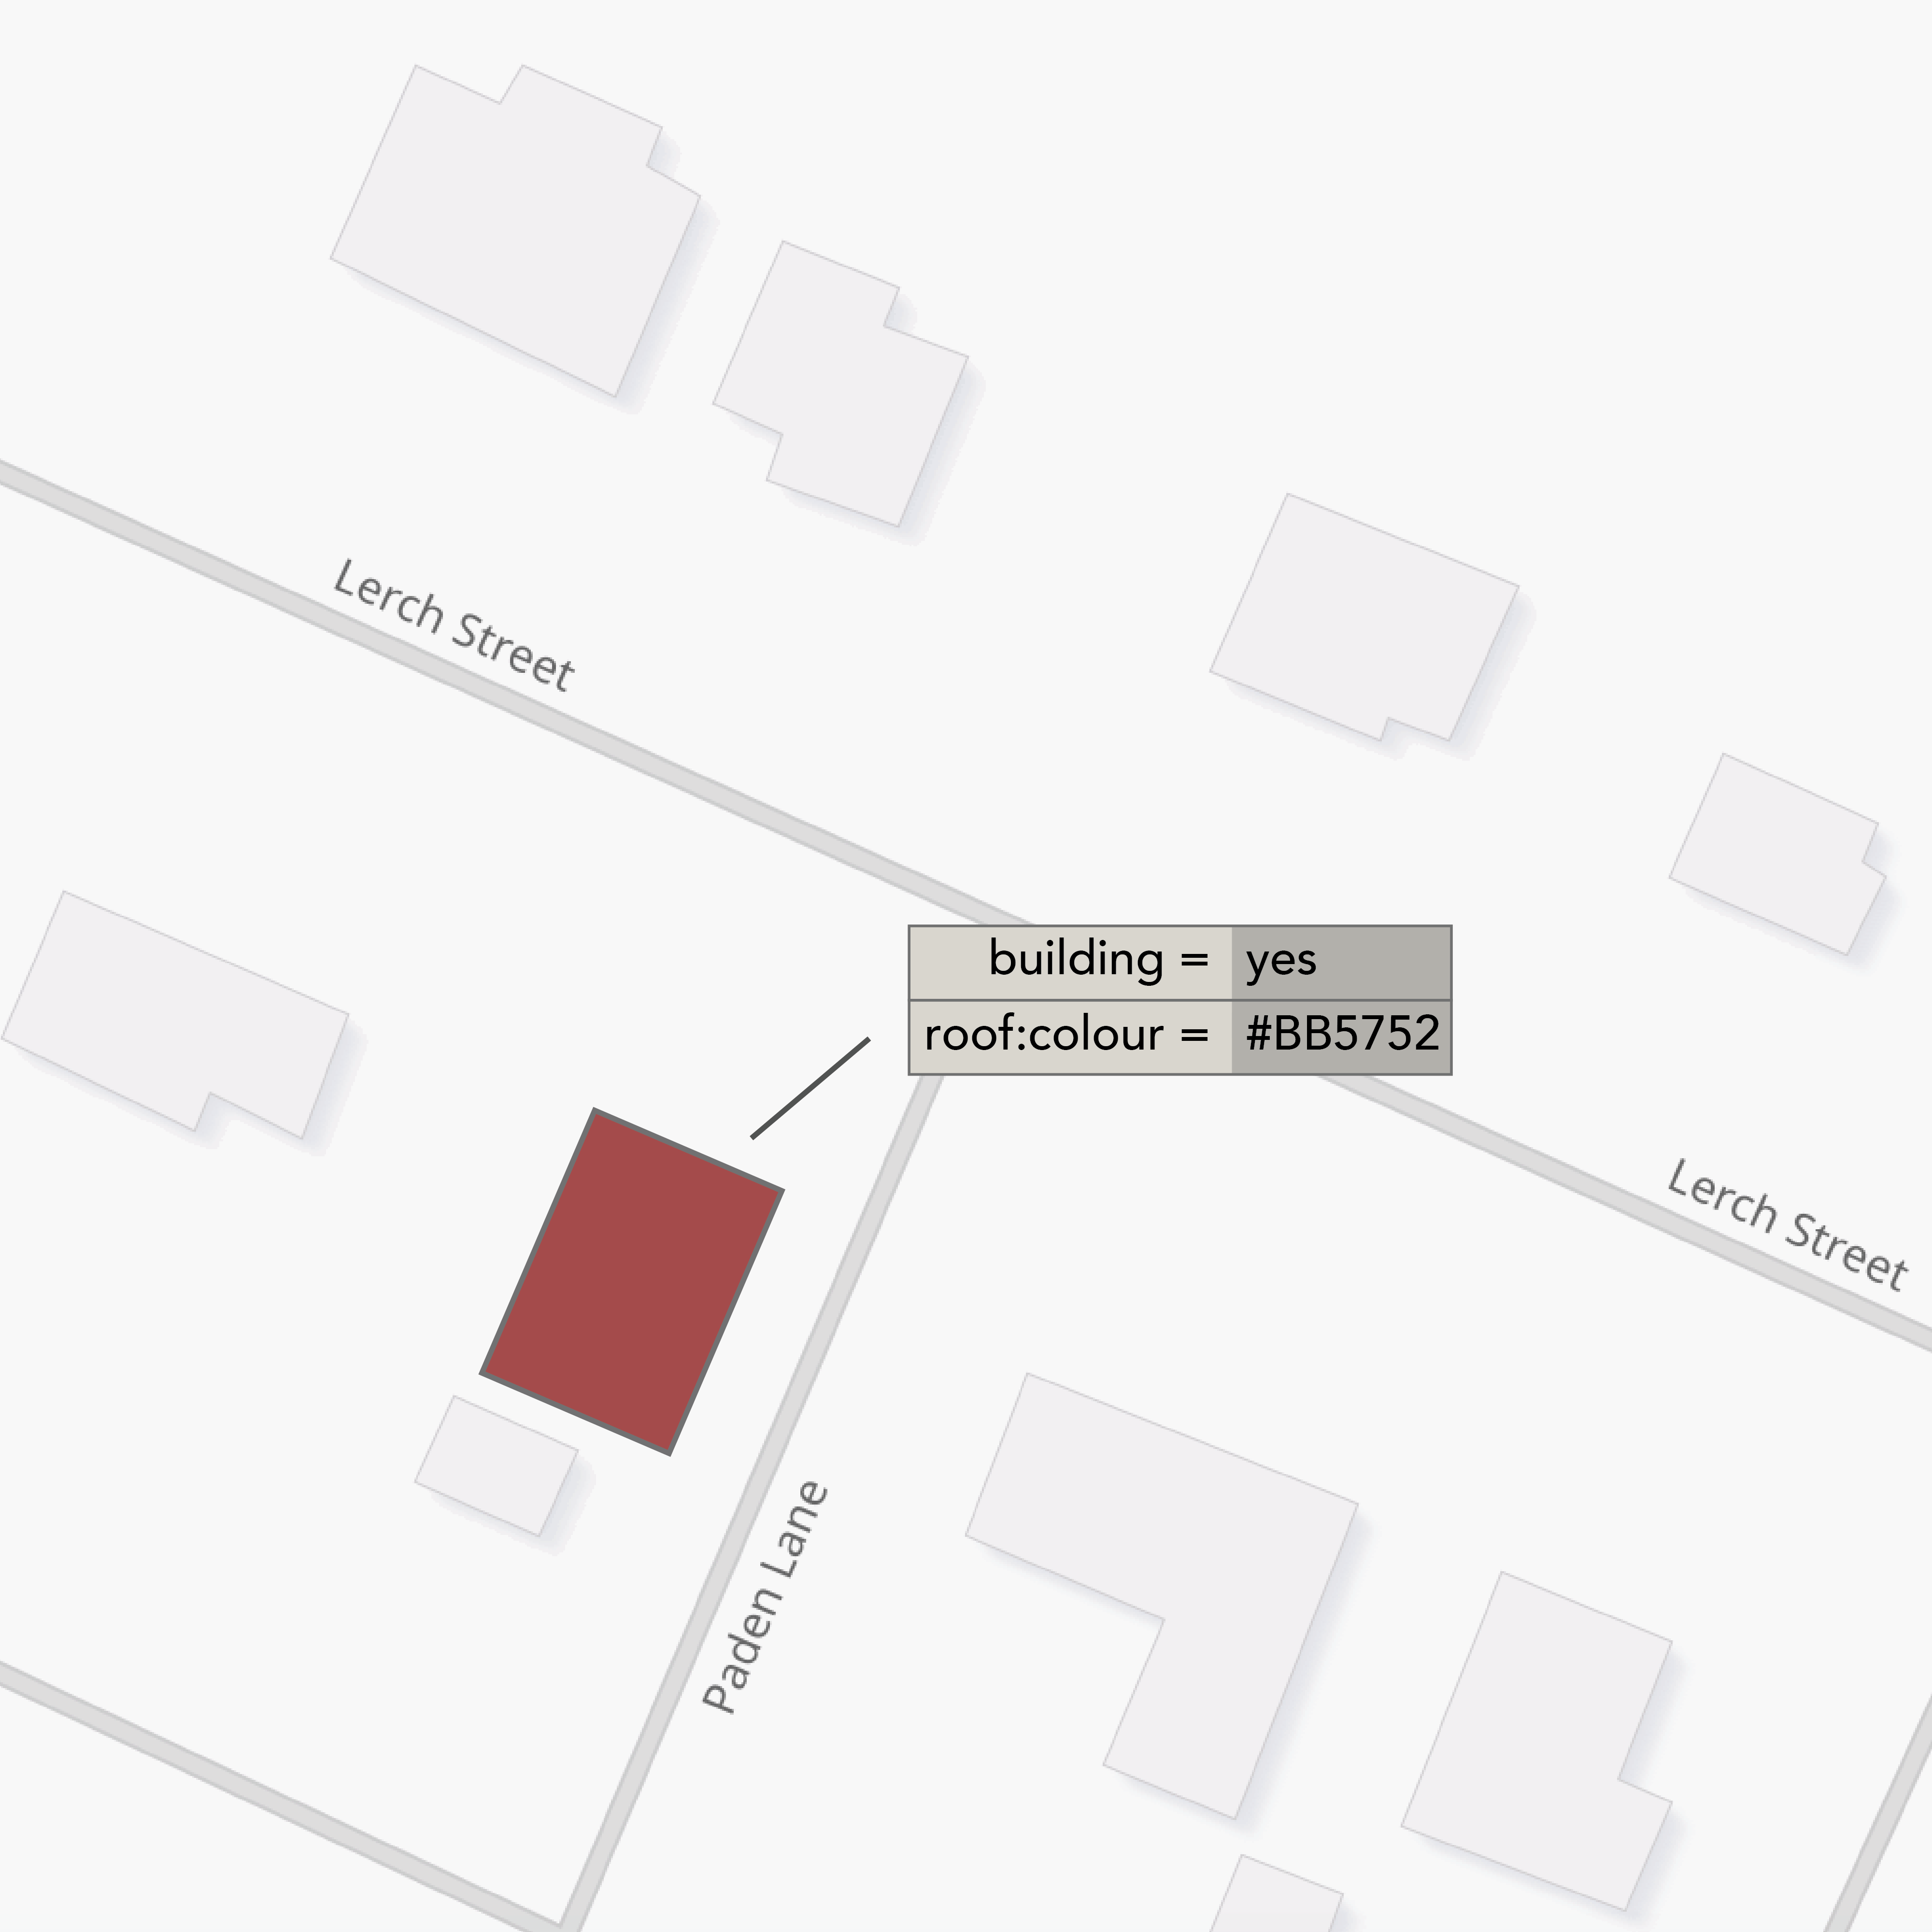 Lerch Street
building = yes
roof:colour = #BB5752
Lerch Street
Paden Lane